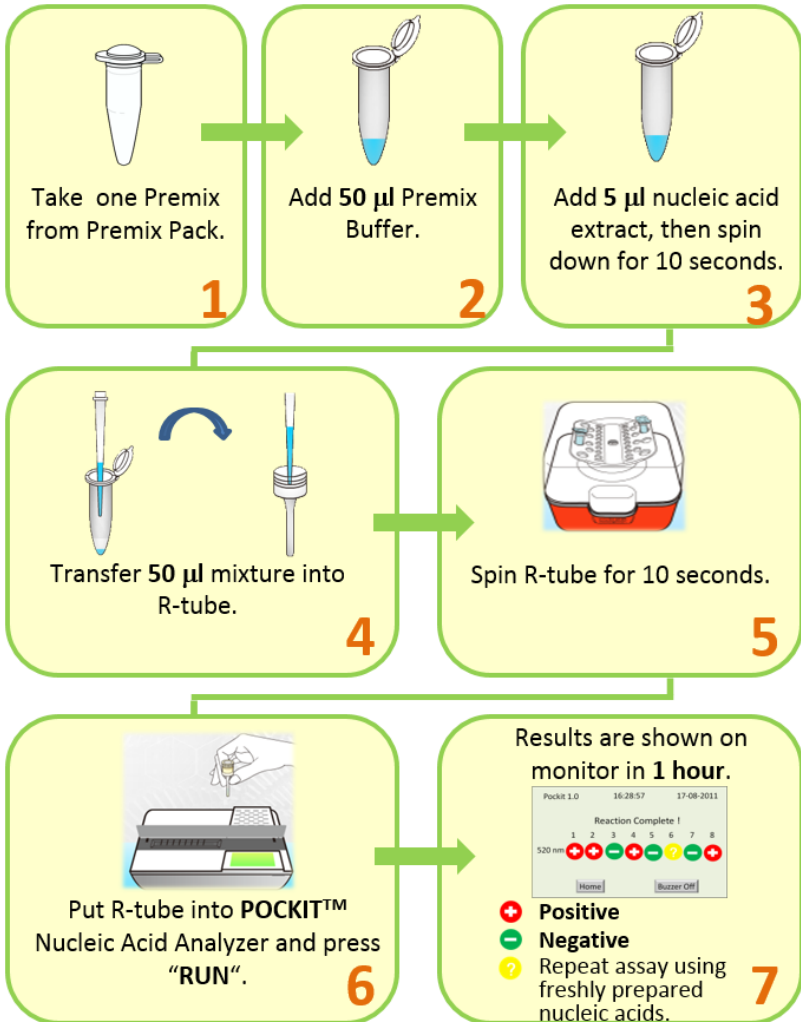 Take one Premix
from Premix Pack.
1
Add 50 µl Premix
Buffer.
2
Add 5 µl nucleic acid
extract, then spin
down for 10 seconds.
3
Transfer 50 µl mixture into
R-tube.
4
Spin R-tube for 10 seconds.
5
Put R-tube into POCKIT™
Nucleic Acid Analyzer and press
“RUN“.
6
Results are shown on
monitor in 1 hour.
Pockit 1.0 16:28:57 17-08-2011
Reaction Complete !
1 2 3 4 5 6 7 8
520 nm + + − + − ? − +
Home Buzzer Off
+ Positive
− Negative
? Repeat assay using
freshly prepared
nucleic acids.
7